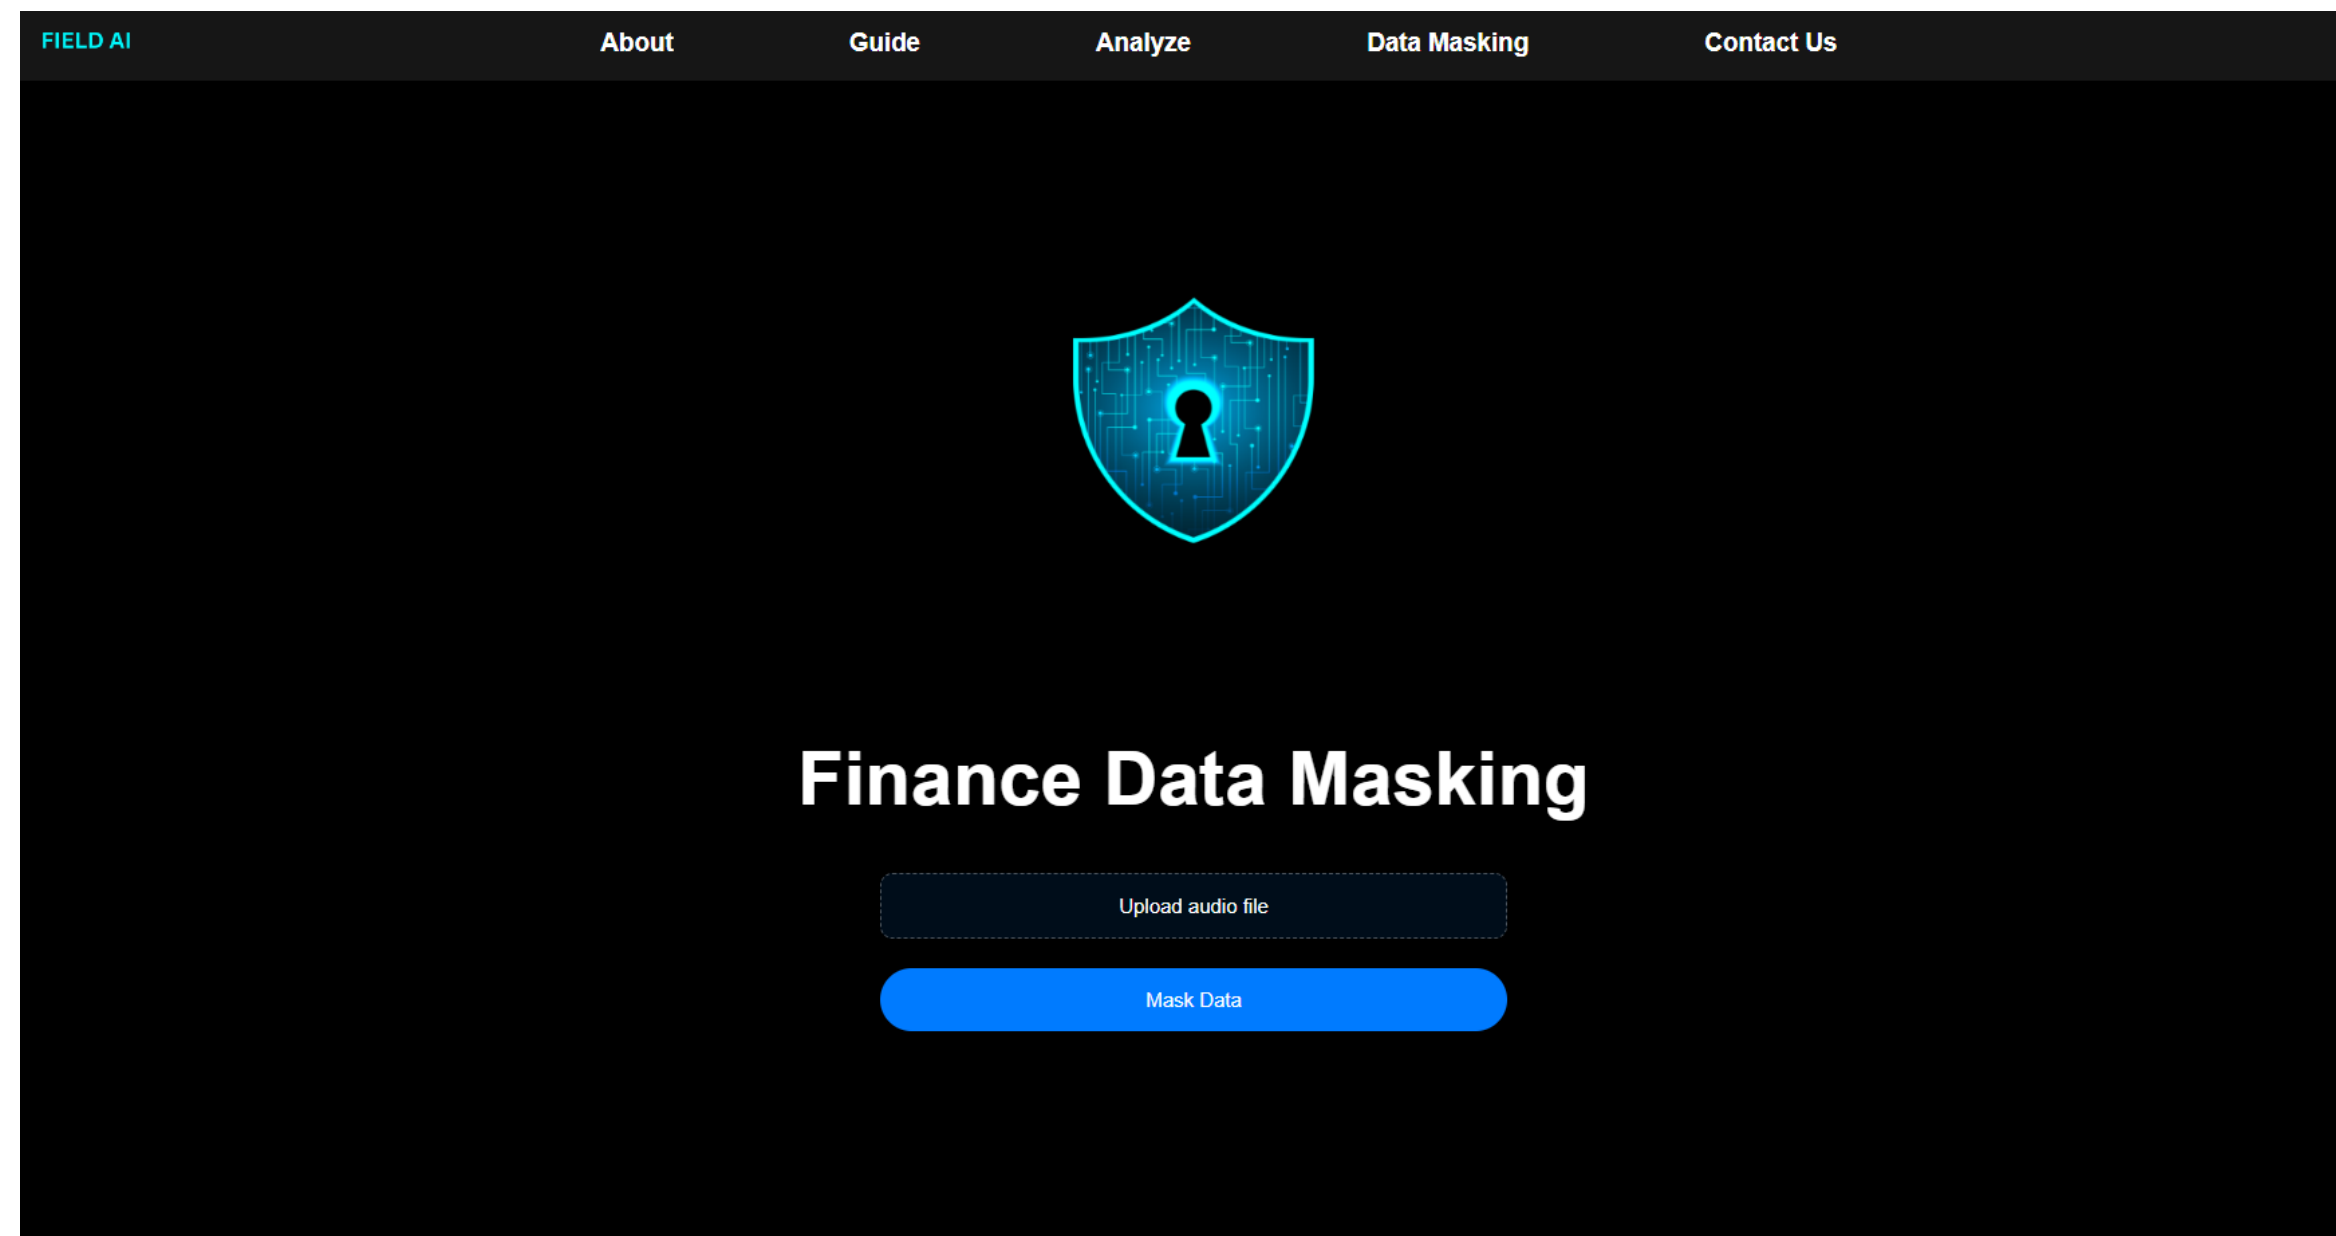 FIELD AI
About
Guide
Analyze
Data Masking
Contact Us
Finance Data Masking
Upload audio file
Mask Data